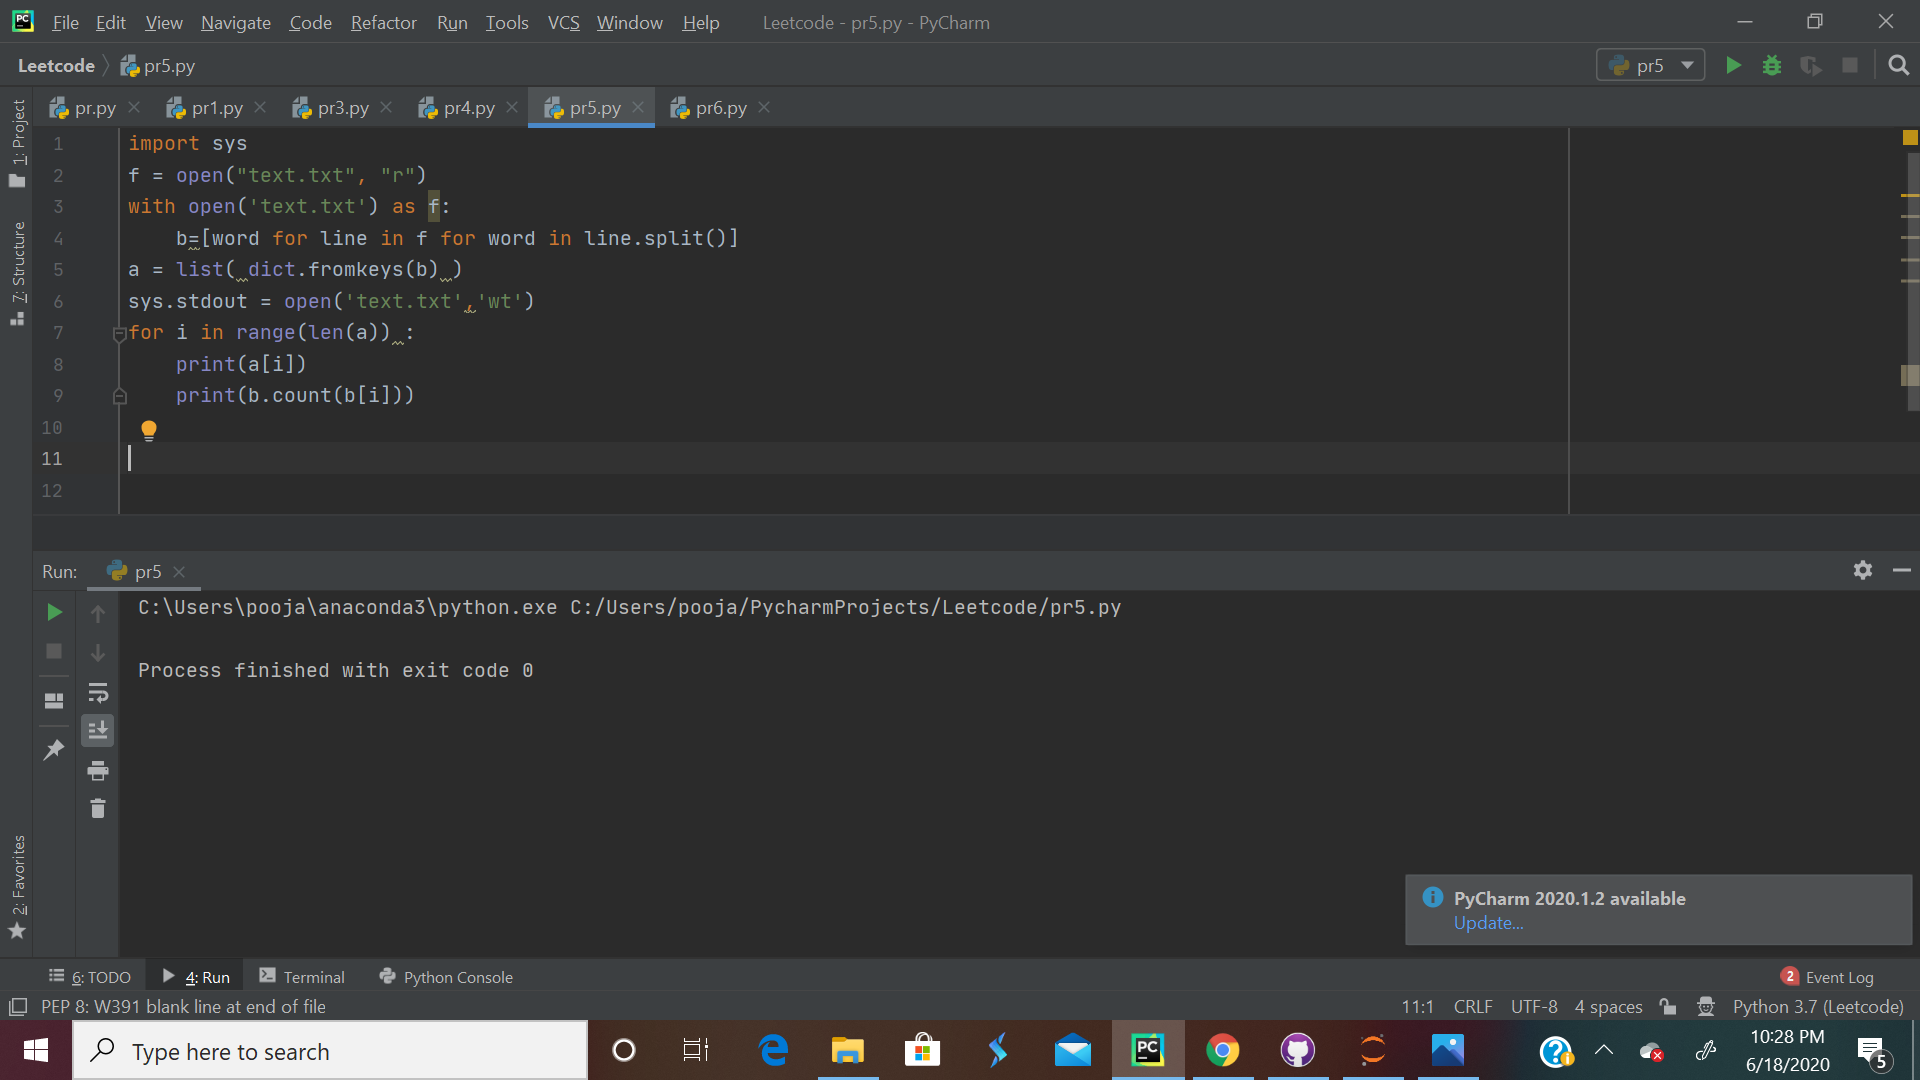 File Edit View Navigate Code Refactor Run Tools VCS Window Help Leetcode - pr5.py - PyCharm
Leetcode pr5.py pr5
pr.py pr1.py pr3.py pr4.py pr5.py pr6.py
1: Project
7: Structure
2: Favorites
1 import sys
2 f = open("text.txt", "r")
3 with open('text.txt') as f:
4     b=[word for line in f for word in line.split()]
5 a = list( dict.fromkeys(b) )
6 sys.stdout = open('text.txt','wt')
7 for i in range(len(a)) :
8     print(a[i])
9     print(b.count(b[i]))
10
11
12
Run: pr5
C:\Users\pooja\anaconda3\python.exe C:/Users/pooja/PycharmProjects/Leetcode/pr5.py
Process finished with exit code 0
PyCharm 2020.1.2 available
Update...
6: TODO 4: Run Terminal Python Console 2 Event Log
PEP 8: W391 blank line at end of file 11:1 CRLF UTF-8 4 spaces Python 3.7 (Leetcode)
Type here to search
PC
10:28 PM
6/18/2020
5